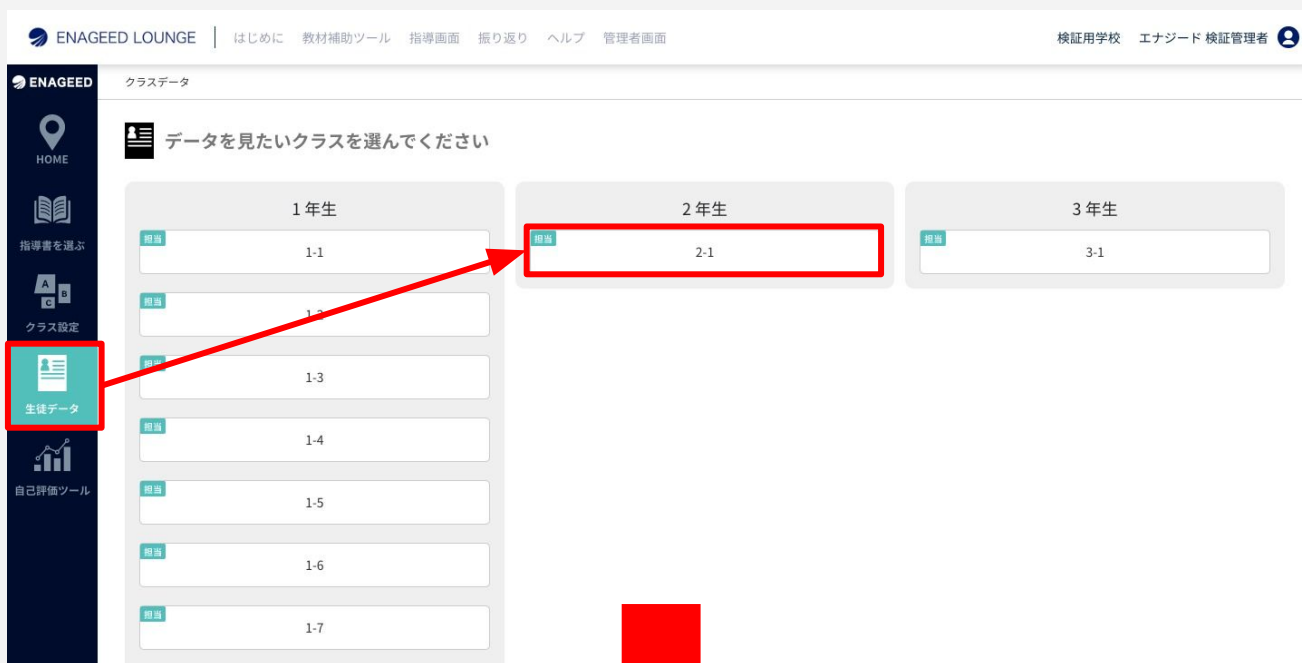 ENAGEED LOUNGE はじめに 教材補助ツール 指導画面 振り返り ヘルプ 管理者画面 検証用学校 エナジード 検証管理者
ENAGEED クラスデータ
HOME
指導書を選ぶ
A B C
クラス設定
生徒データ
自己評価ツール
データを見たいクラスを選んでください
1 年生
担当
1-1
担当
1-2
担当
1-3
担当
1-4
担当
1-5
担当
1-6
担当
1-7
2 年生
担当
2-1
3 年生
担当
3-1